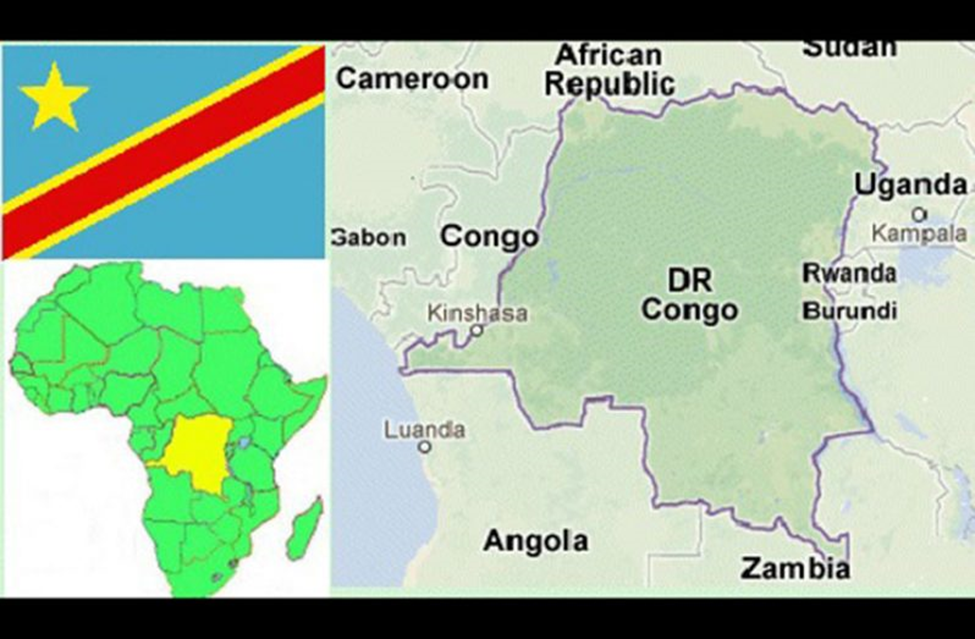 Sudan
African
Republic
Cameroon
Uganda
Kampala
Gabon
Congo
DR
Congo
Rwanda
Burundi
Kinshasa
Luanda
Angola
Zambia